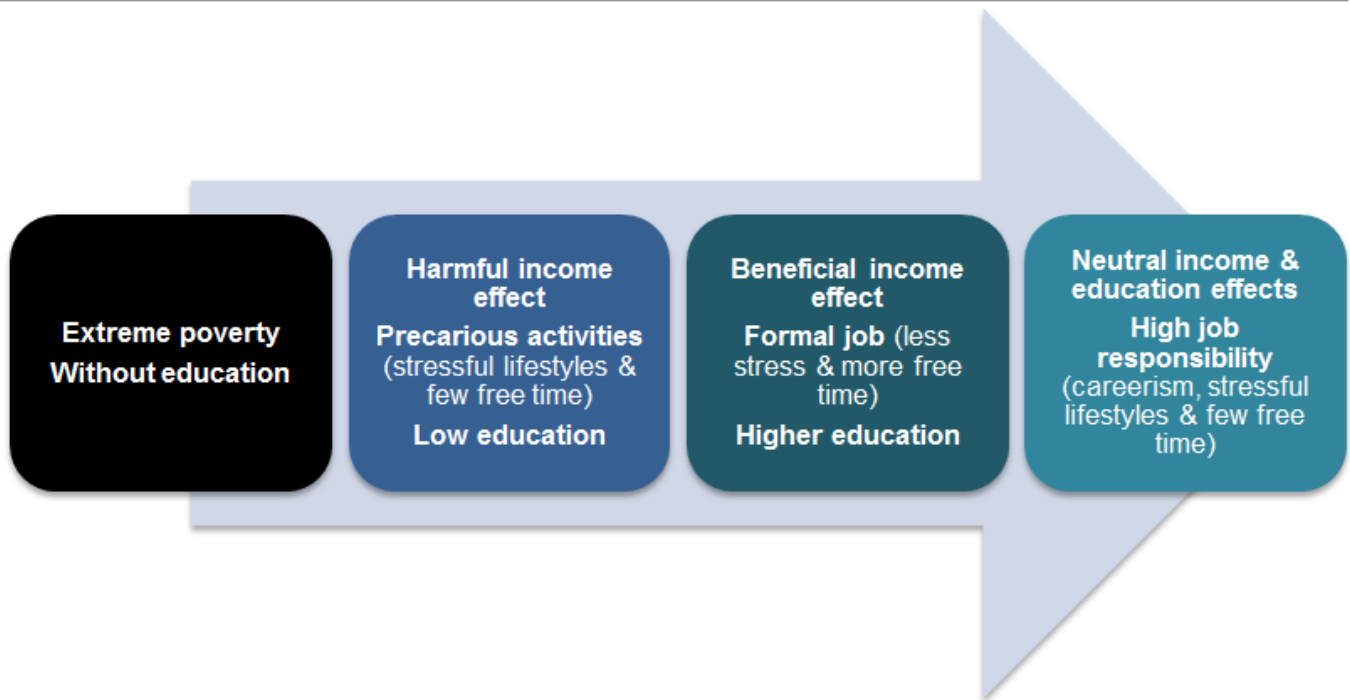 Extreme poverty
Without education
Harmful income
effect
Precarious activities
(stressful lifestyles &
few free time)
Low education
Beneficial income
effect
Formal job (less
stress & more free
time)
Higher education
Neutral income &
education effects
High job
responsibility
(careerism, stressful
lifestyles & few free
time)